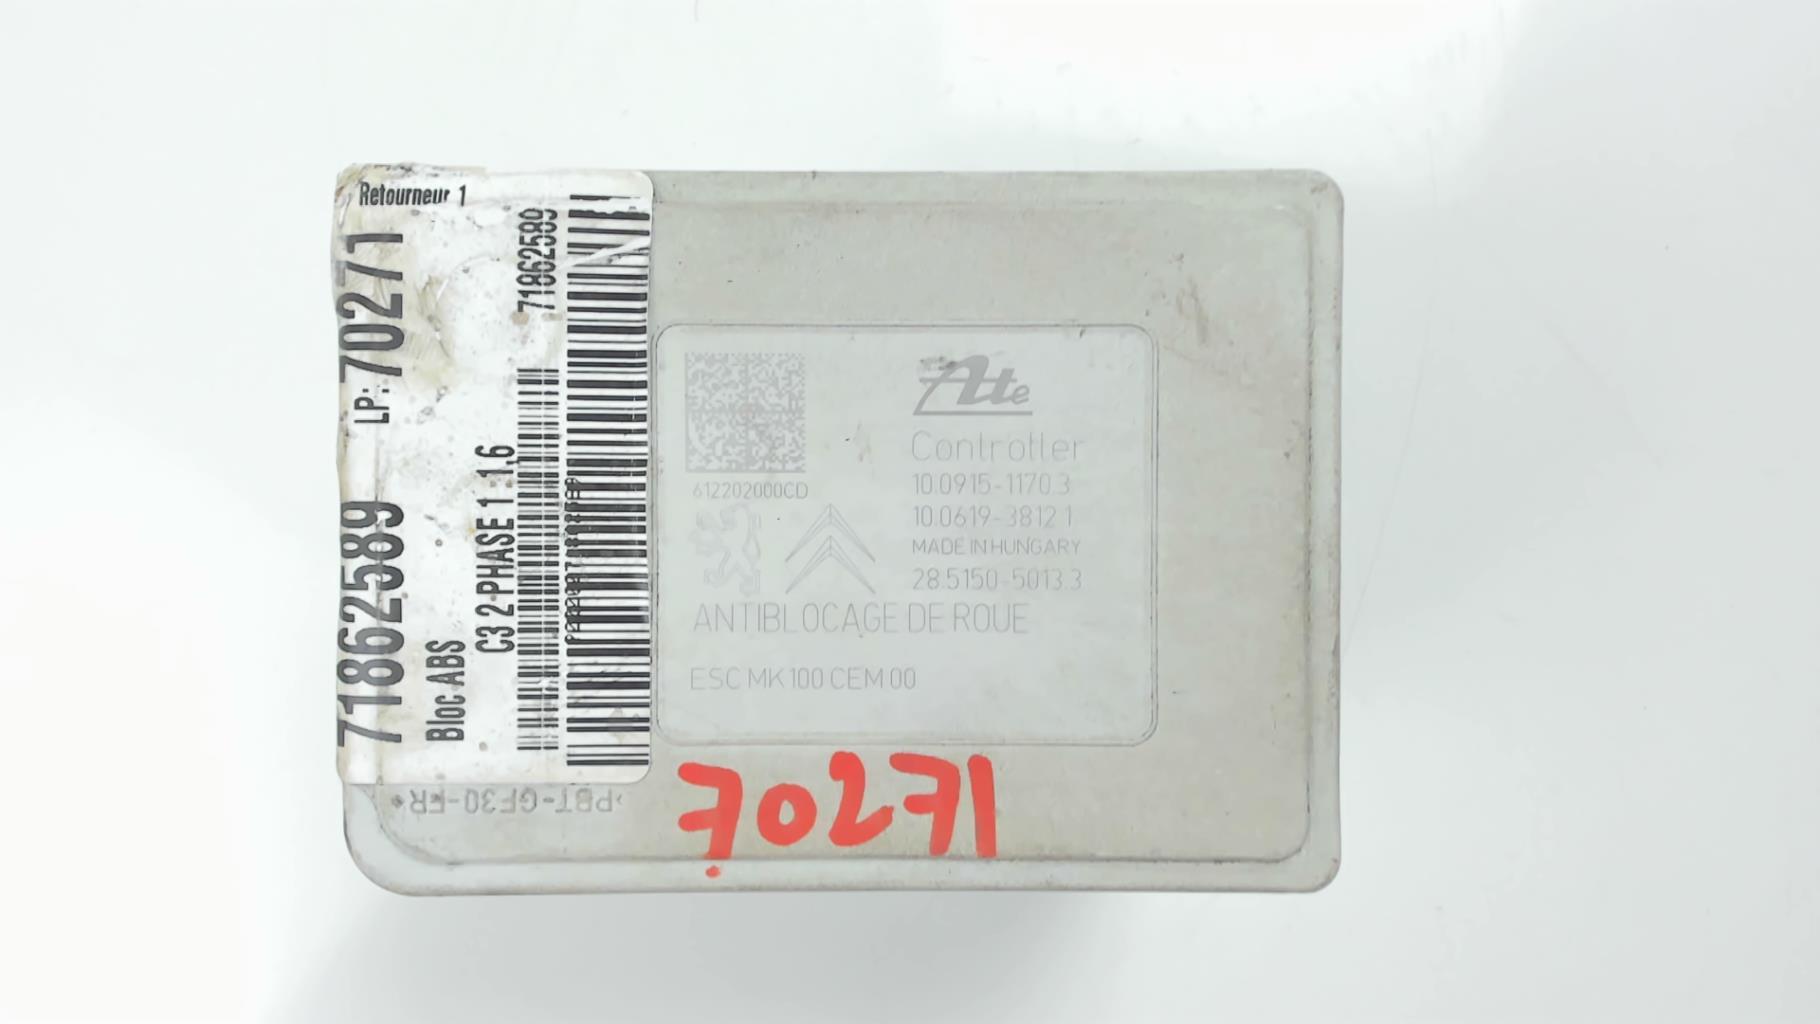 Retourneur 1
71862589 LP: 70271
Bloc ABS
C3 2 PHASE 1 1.6
71862589
Ate
Controller
10.0915-1170.3
10.0619-3812.1
MADE IN HUNGARY
28.5150-5013.3
612202000CD
ANTIBLOCAGE DE ROUE
ESC MK100 CEM 00
>PBT-GF30-FR<
70271